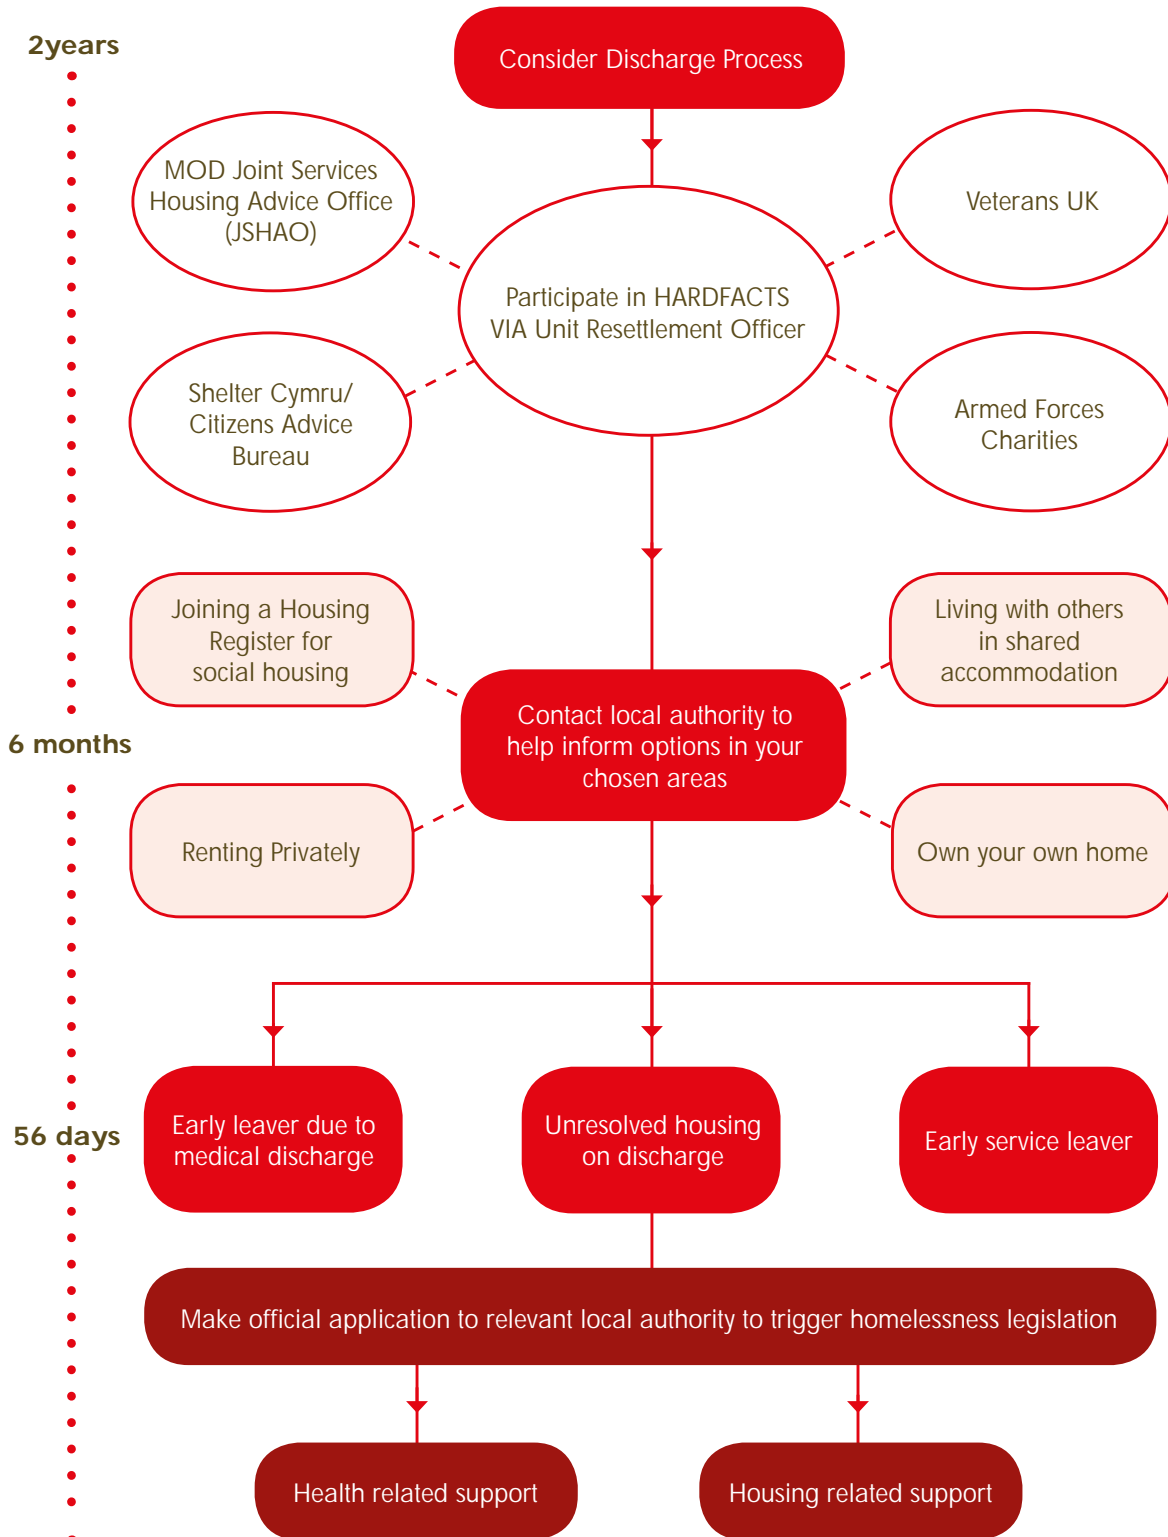 2years
Consider Discharge Process
MOD Joint Services
Housing Advice Office
(JSHAO)
Veterans UK
Participate in HARDFACTS
VIA Unit Resettlement Officer
Shelter Cymru/
Citizens Advice
Bureau
Armed Forces
Charities
Joining a Housing
Register for
social housing
Living with others
in shared
accommodation
6 months
Contact local authority to
help inform options in your
chosen areas
Renting Privately
Own your own home
56 days
Early leaver due to
medical discharge
Unresolved housing
on discharge
Early service leaver
Make official application to relevant local authority to trigger homelessness legislation
Health related support
Housing related support